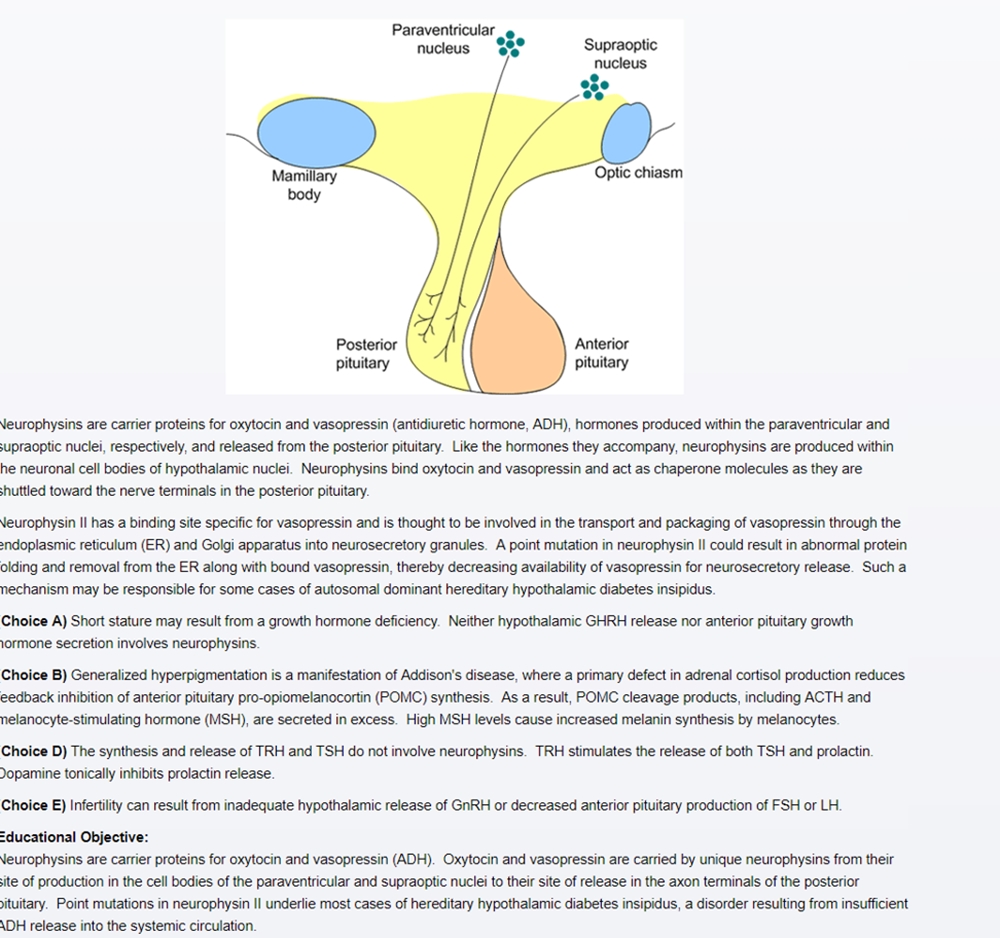 Paraventricular
nucleus
Supraoptic
nucleus
Mamillary
body
Optic chiasm
Posterior
pituitary
Anterior
pituitary
Neurophysins are carrier proteins for oxytocin and vasopressin (antidiuretic hormone, ADH), hormones produced within the paraventricular and
supraoptic nuclei, respectively, and released from the posterior pituitary.  Like the hormones they accompany, neurophysins are produced within
the neuronal cell bodies of hypothalamic nuclei.  Neurophysins bind oxytocin and vasopressin and act as chaperone molecules as they are
shuttled toward the nerve terminals in the posterior pituitary.
Neurophysin II has a binding site specific for vasopressin and is thought to be involved in the transport and packaging of vasopressin through the
endoplasmic reticulum (ER) and Golgi apparatus into neurosecretory granules.  A point mutation in neurophysin II could result in abnormal protein
folding and removal from the ER along with bound vasopressin, thereby decreasing availability of vasopressin for neurosecretory release.  Such a
mechanism may be responsible for some cases of autosomal dominant hereditary hypothalamic diabetes insipidus.
(Choice A) Short stature may result from a growth hormone deficiency.  Neither hypothalamic GHRH release nor anterior pituitary growth
hormone secretion involves neurophysins.
(Choice B) Generalized hyperpigmentation is a manifestation of Addison's disease, where a primary defect in adrenal cortisol production reduces
feedback inhibition of anterior pituitary pro-opiomelanocortin (POMC) synthesis.  As a result, POMC cleavage products, including ACTH and
melanocyte-stimulating hormone (MSH), are secreted in excess.  High MSH levels cause increased melanin synthesis by melanocytes.
(Choice D) The synthesis and release of TRH and TSH do not involve neurophysins.  TRH stimulates the release of both TSH and prolactin.
Dopamine tonically inhibits prolactin release.
(Choice E) Infertility can result from inadequate hypothalamic release of GnRH or decreased anterior pituitary production of FSH or LH.
Educational Objective:
Neurophysins are carrier proteins for oxytocin and vasopressin (ADH).  Oxytocin and vasopressin are carried by unique neurophysins from their
site of production in the cell bodies of the paraventricular and supraoptic nuclei to their site of release in the axon terminals of the posterior
pituitary.  Point mutations in neurophysin II underlie most cases of hereditary hypothalamic diabetes insipidus, a disorder resulting from insufficient
ADH release into the systemic circulation.